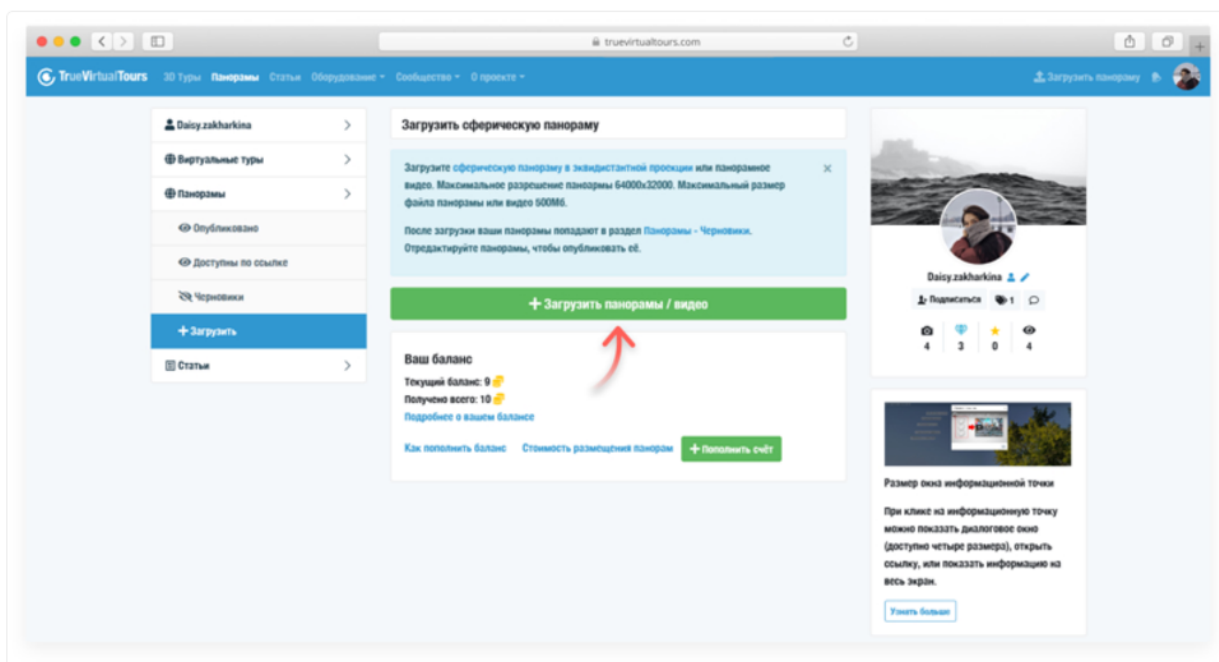 truevirtualtours.com
TrueVirtualTours 3D Туры Панорамы Статьи Оборудование Сообщество О проекте Загрузить панораму
Daisy.zakharkina
Виртуальные туры
Панорамы
Опубликовано
Доступны по ссылке
Черновики
+ Загрузить
Статьи
Загрузить сферическую панораму
Загрузите сферическую панораму в эквидистантной проекции или панорамное
видео. Максимальное разрешение паноармы 64000x32000. Максимальный размер
файла панорамы или видео 500Мб.
После загрузки ваши панорамы попадают в раздел Панорамы - Черновики.
Отредактируйте панорамы, чтобы опубликовать её.
+ Загрузить панорамы / видео
Ваш баланс
Текущий баланс: 9
Получено всего: 10
Подробнее о вашем балансе
Как пополнить баланс Стоимость размещения панорам + Пополнить счёт
Daisy.zakharkina
Подписаться 1
4 3 0 4
Размер окна информационной точки
При клике на информационную точку
можно показать диалоговое окно
(доступно четыре размера), открыть
ссылку, или показать информацию на
весь экран.
Узнать больше